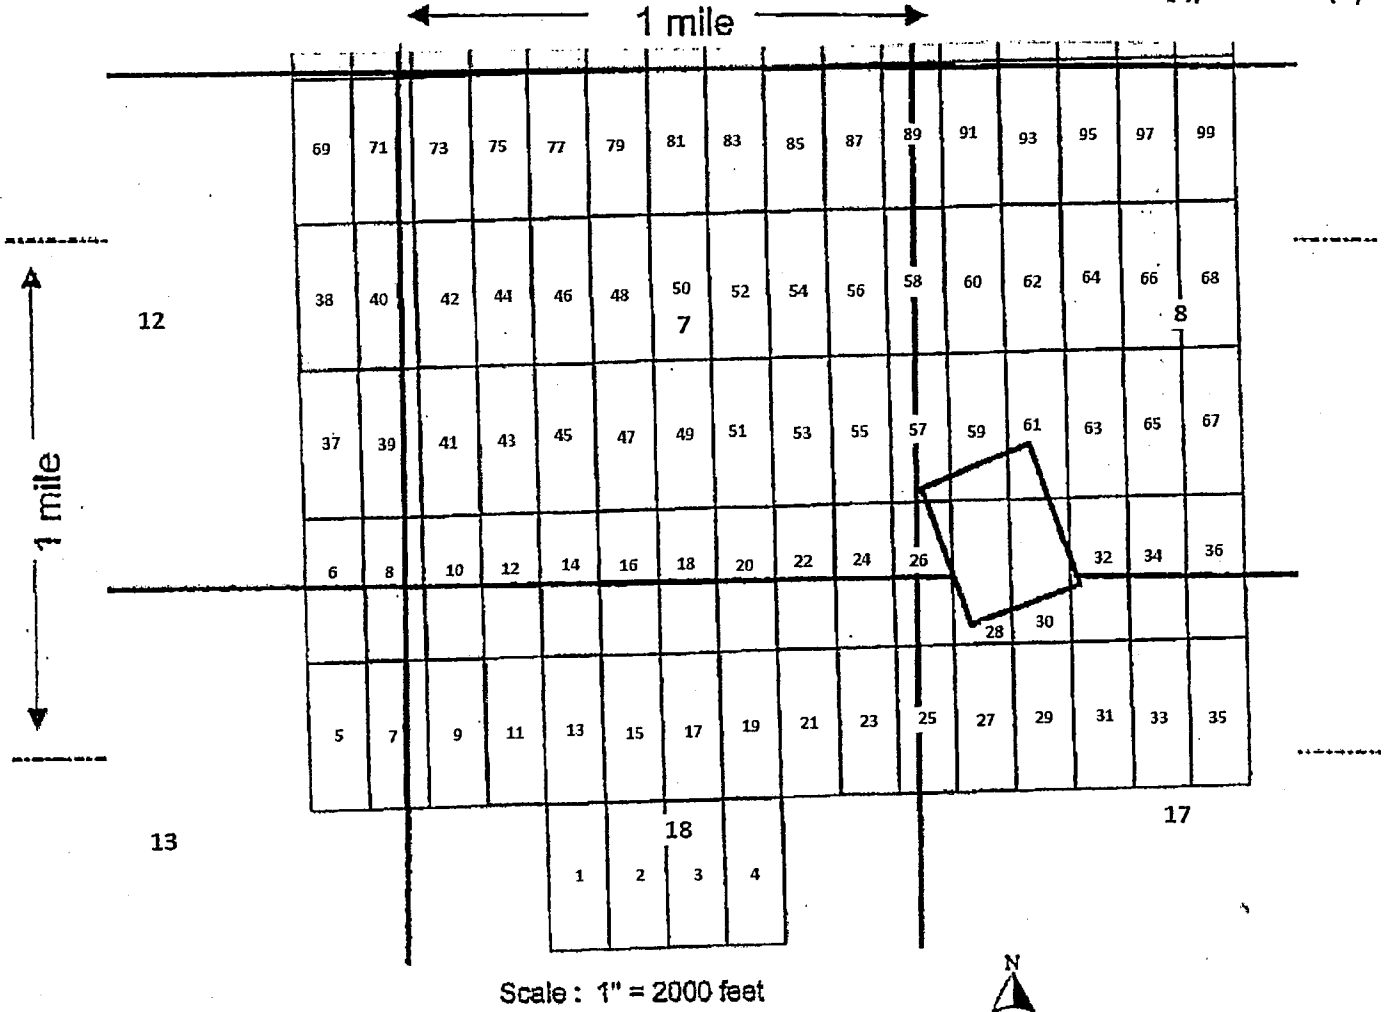 1 mile
69 71 73 75 77 79 81 83 85 87 89 91 93 95 97 99
38 40 42 44 46 48 50 52 54 56 58 60 62 64 66 68
12 7 8
37 39 41 43 45 47 49 51 53 55 57 59 61 63 65 67
1 mile
6 8 10 12 14 16 18 20 22 24 26 32 34 36
28 30
5 7 9 11 13 15 17 19 21 23 25 27 29 31 33 35
13 18 17
1 2 3 4
N
Scale : 1" = 2000 feet